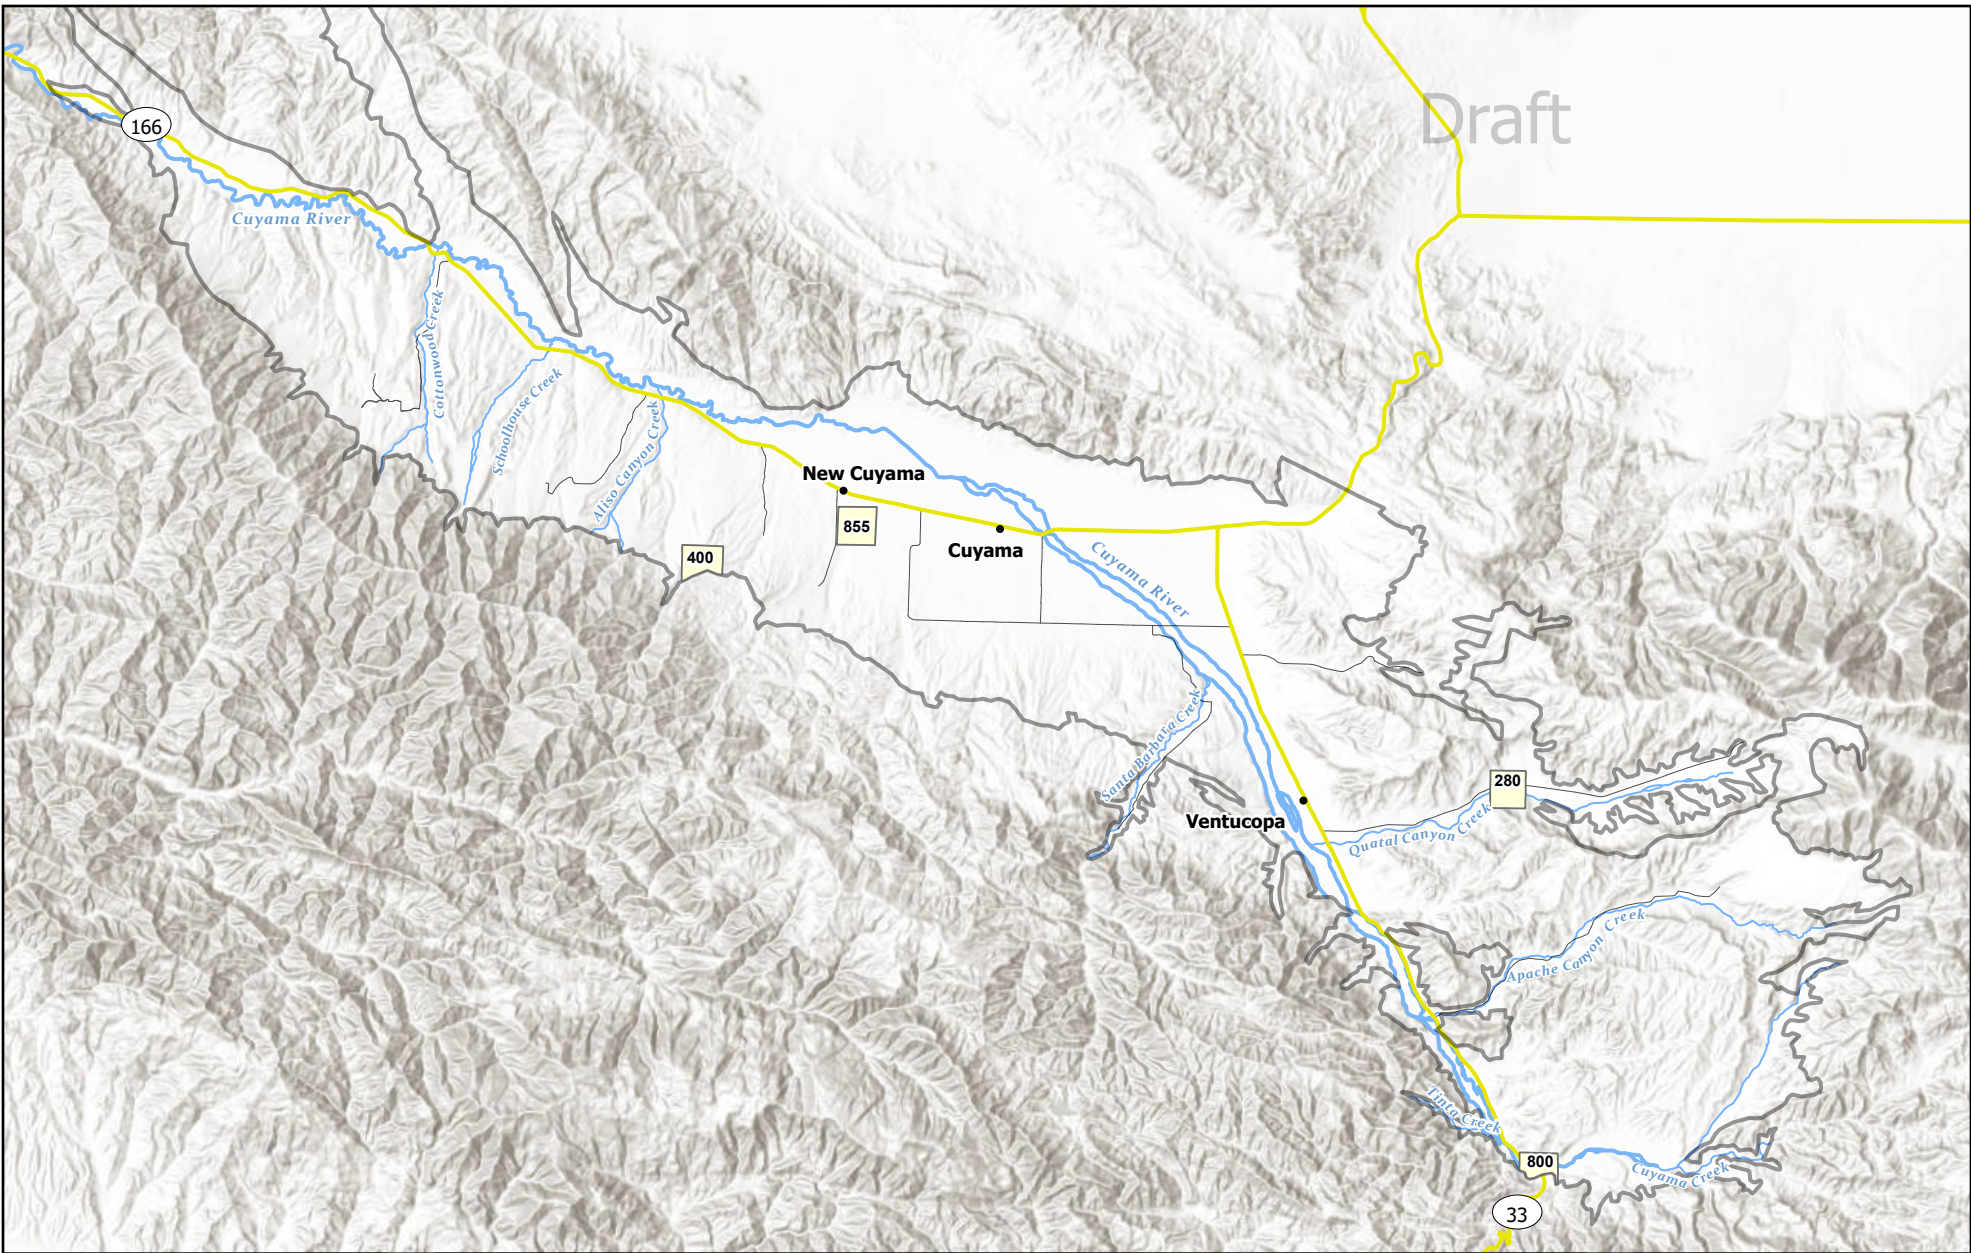 Draft
166
Cuyama River
Cottonwood Creek
Schoolhouse Creek
Aliso Canyon Creek
New Cuyama
855
Cuyama
400
Cuyama River
Santa Barbara Creek
280
Ventucopa
Quatal Canyon Creek
Apache Canyon Creek
Tinta Creek
800
Cuyama Creek
33